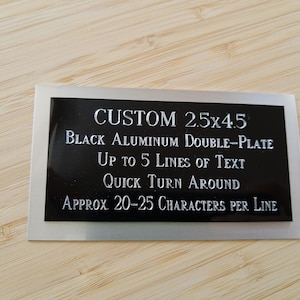 CUSTOM 2.5x4.5
BLACK ALUMINUM DOUBLE-PLATE
UP TO 5 LINES OF TEXT
QUICK TURN AROUND
APPROX. 20-25 CHARACTERS PER LINE